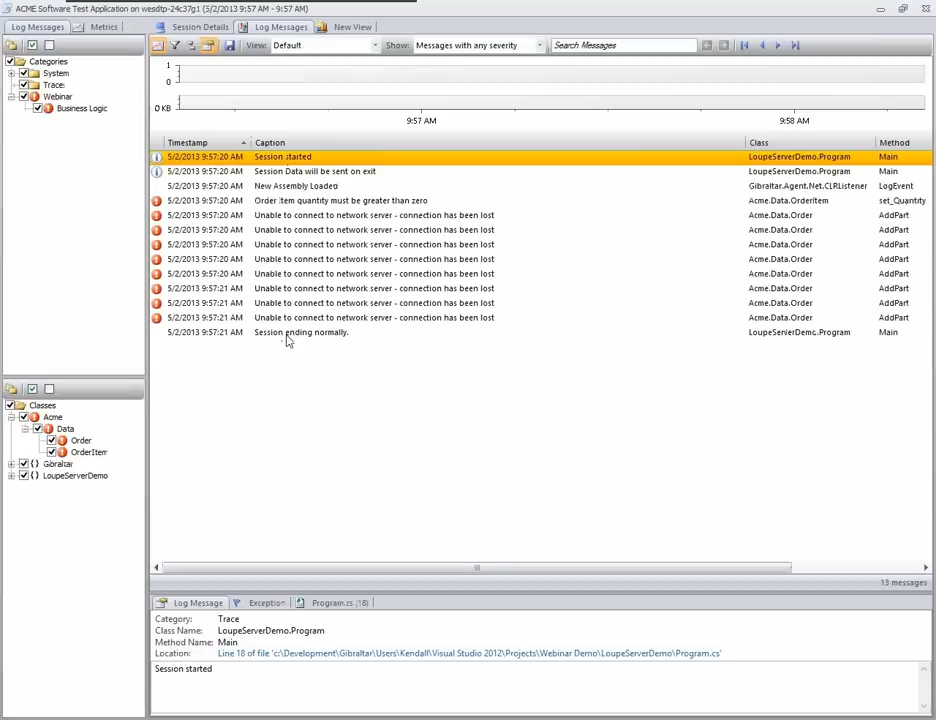 ACME Software Test Application on wesdtp-24c37g1 (5/2/2013 9:57 AM - 9:57 AM)
Log Messages Metrics
Session Details Log Messages New View
View: Default Show: Messages with any severity Search Messages
Categories
System
Trace
Webinar
Business Logic
1
0
0 KB
9:57 AM 9:58 AM
Timestamp Caption Class Method
5/2/2013 9:57:20 AM Session started LoupeServerDemo.Program Main
5/2/2013 9:57:20 AM Session Data will be sent on exit LoupeServerDemo.Program Main
5/2/2013 9:57:20 AM New Assembly Loaded Gibraltar.Agent.Net.CLRListener LogEvent
5/2/2013 9:57:20 AM Order Item quantity must be greater than zero Acme.Data.OrderItem set_Quantity
5/2/2013 9:57:20 AM Unable to connect to network server - connection has been lost Acme.Data.Order AddPart
5/2/2013 9:57:20 AM Unable to connect to network server - connection has been lost Acme.Data.Order AddPart
5/2/2013 9:57:20 AM Unable to connect to network server - connection has been lost Acme.Data.Order AddPart
5/2/2013 9:57:20 AM Unable to connect to network server - connection has been lost Acme.Data.Order AddPart
5/2/2013 9:57:20 AM Unable to connect to network server - connection has been lost Acme.Data.Order AddPart
5/2/2013 9:57:21 AM Unable to connect to network server - connection has been lost Acme.Data.Order AddPart
5/2/2013 9:57:21 AM Unable to connect to network server - connection has been lost Acme.Data.Order AddPart
5/2/2013 9:57:21 AM Unable to connect to network server - connection has been lost Acme.Data.Order AddPart
5/2/2013 9:57:21 AM Session ending normally. LoupeServerDemo.Program Main
Classes
Acme
Data
Order
OrderItem
Gibraltar
LoupeServerDemo
13 messages
Log Message Exception Program.cs (18)
Category: Trace
Class Name: LoupeServerDemo.Program
Method Name: Main
Location: Line 18 of file 'c:\Development\Gibraltar\Users\Kendall\Visual Studio 2012\Projects\Webinar Demo\LoupeServerDemo\Program.cs'
Session started